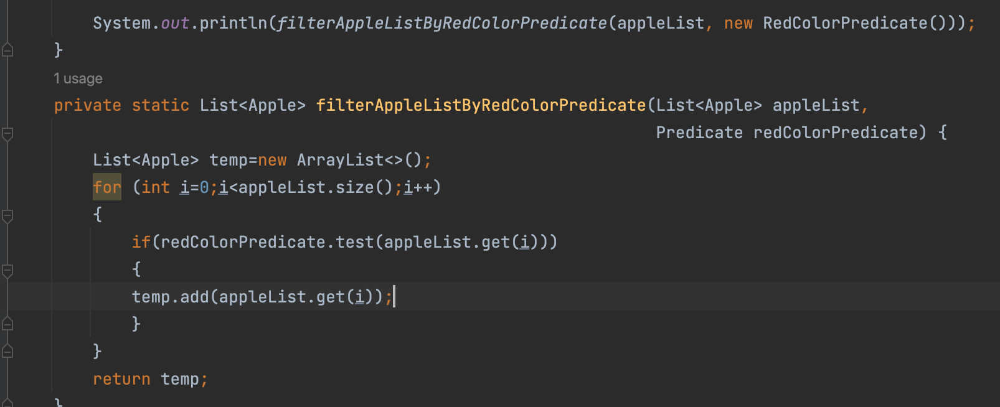 System.out.println(filterAppleListByRedColorPredicate(appleList, new RedColorPredicate()));
}
1 usage
private static List<Apple> filterAppleListByRedColorPredicate(List<Apple> appleList,
Predicate redColorPredicate) {
List<Apple> temp=new ArrayList<>();
for (int i=0;i<appleList.size();i++)
{
if(redColorPredicate.test(appleList.get(i)))
{
temp.add(appleList.get(i));
}
}
return temp;
}